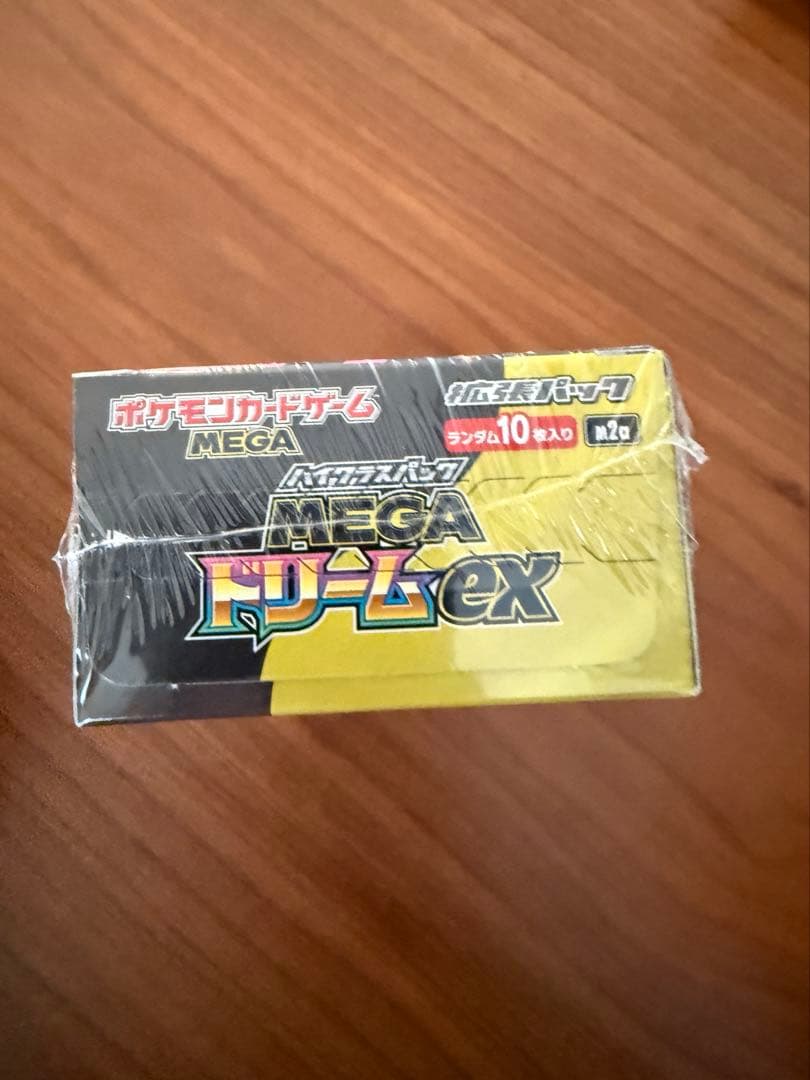 ポケモンカードゲーム
MEGA
拡張パック
ランダム10枚入り M2a
ハイクラスパック
MEGA
ドリームex